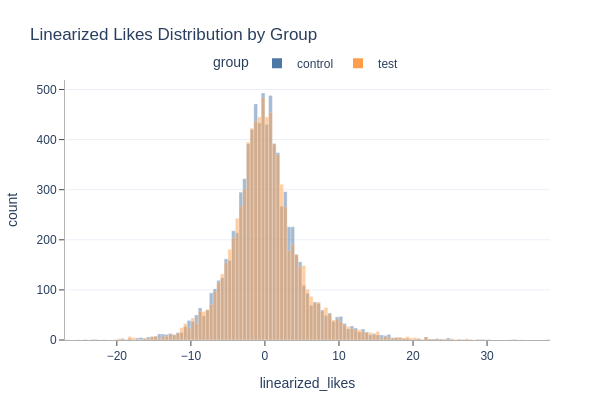 Linearized Likes Distribution by Group
group control test
500
400
300
200
100
0
count
−20 −10 0 10 20 30
linearized_likes